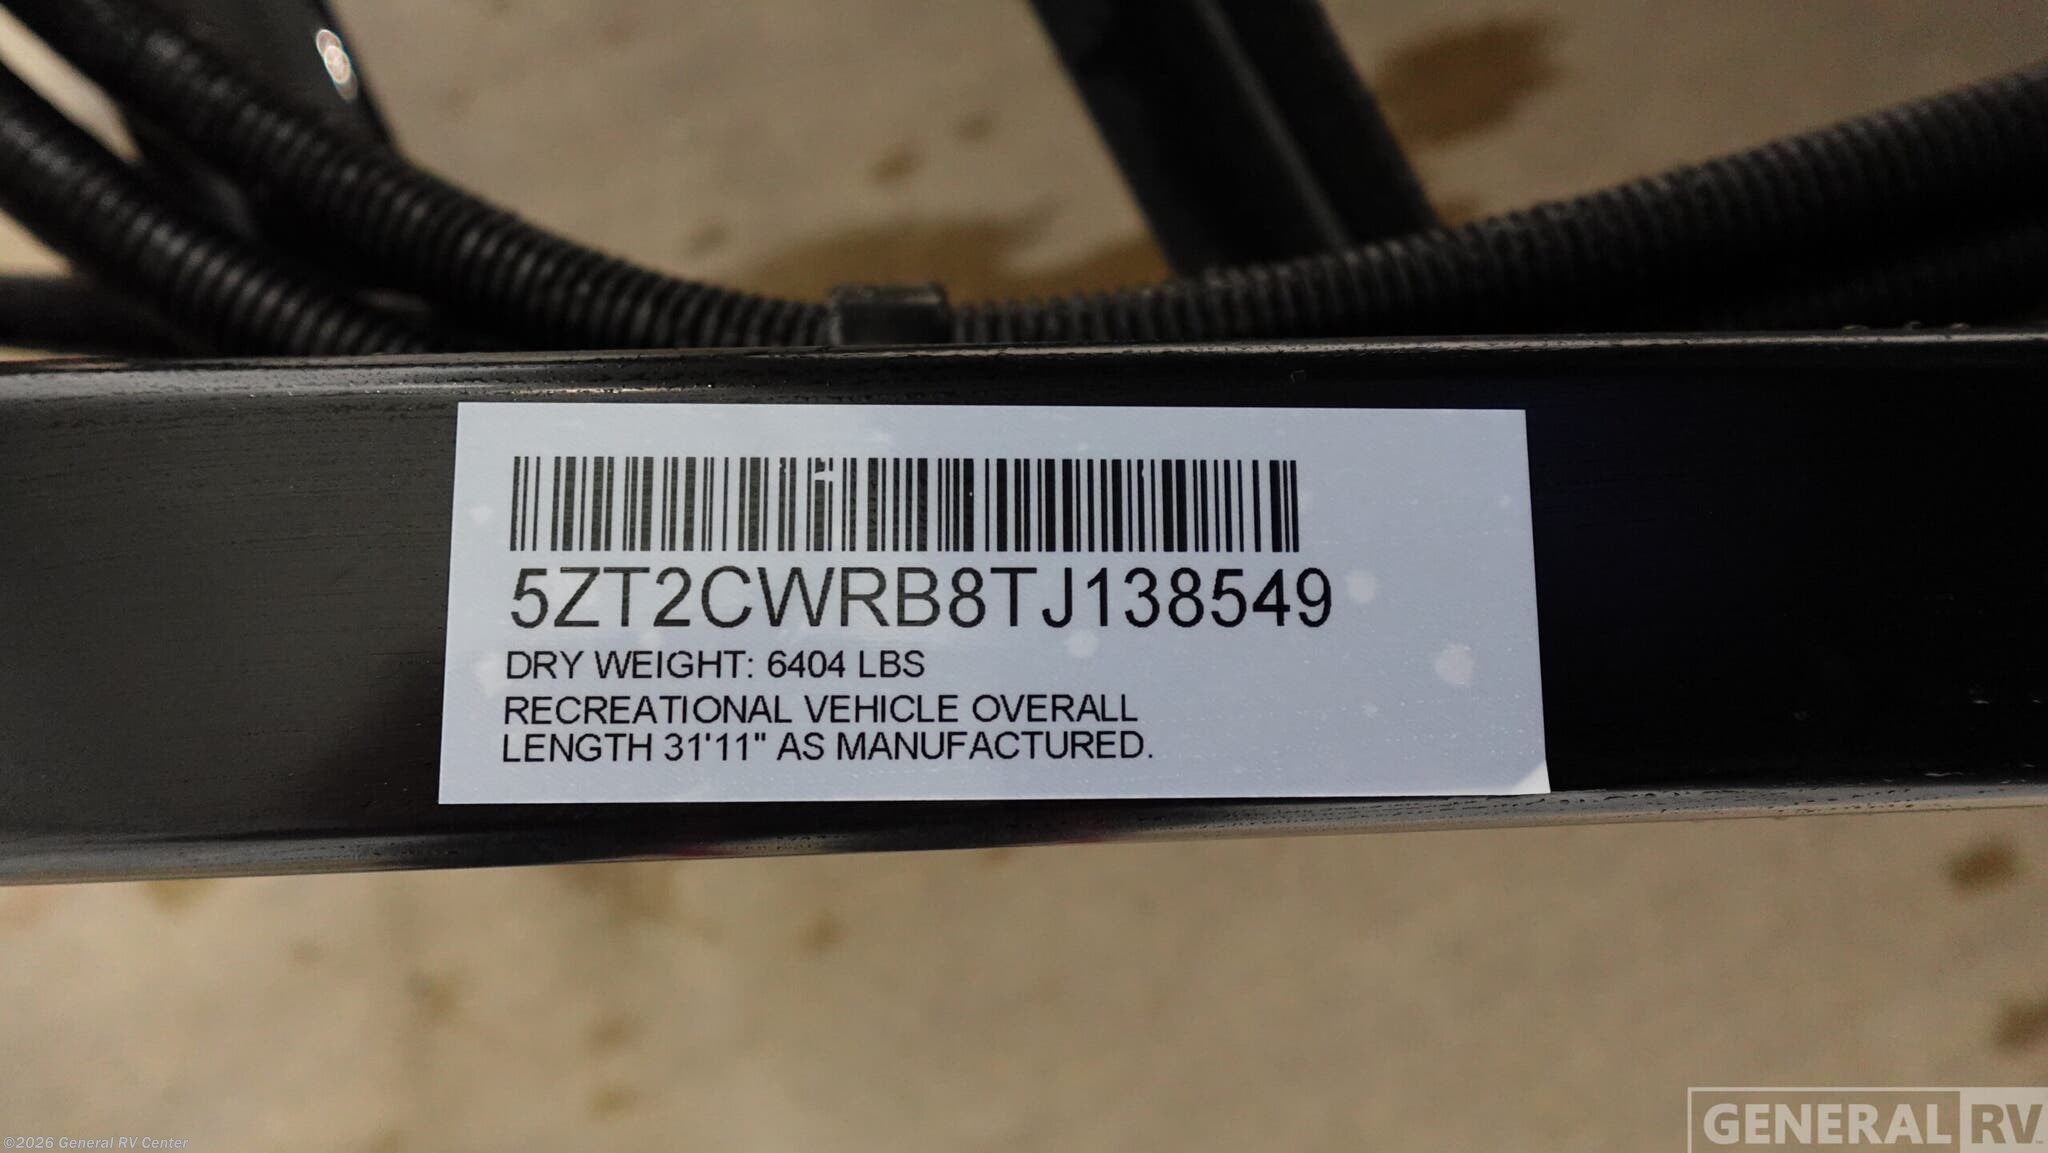 5ZT2CWRB8TJ138549
DRY WEIGHT: 6404 LBS
RECREATIONAL VEHICLE OVERALL
LENGTH 31'11" AS MANUFACTURED.
©2026 General RV Center
GENERAL RV